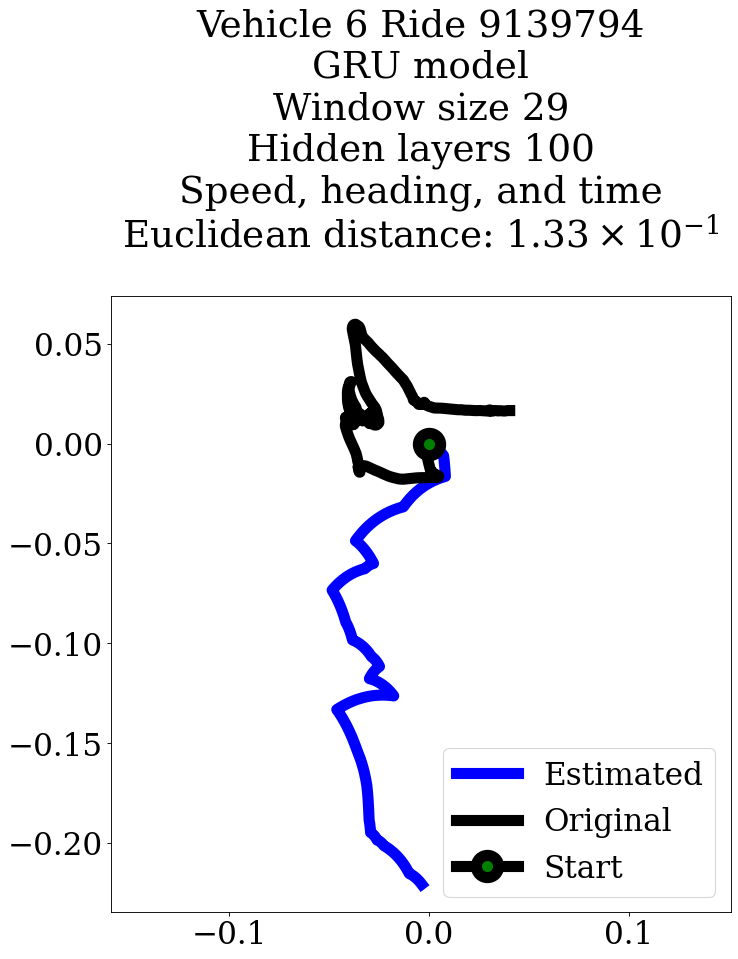 Vehicle 6 Ride 9139794
GRU model
Window size 29
Hidden layers 100
Speed, heading, and time
Euclidean distance: 1.33 × 10⁻¹
0.05
0.00
−0.05
−0.10
−0.15
−0.20
Estimated
Original
Start
−0.1 0.0 0.1